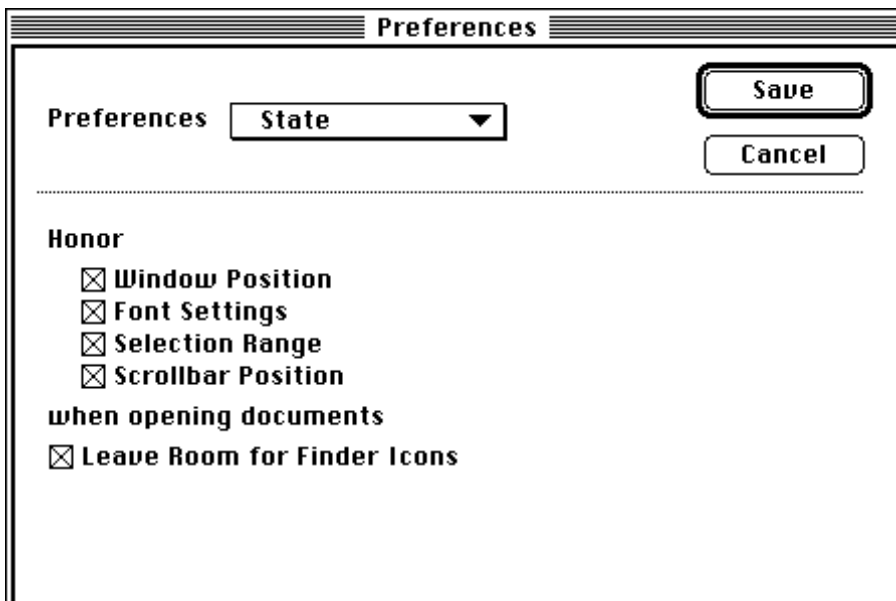 Preferences
Save
Preferences State
Cancel
Honor
Window Position
Font Settings
Selection Range
Scrollbar Position
when opening documents
Leave Room for Finder Icons